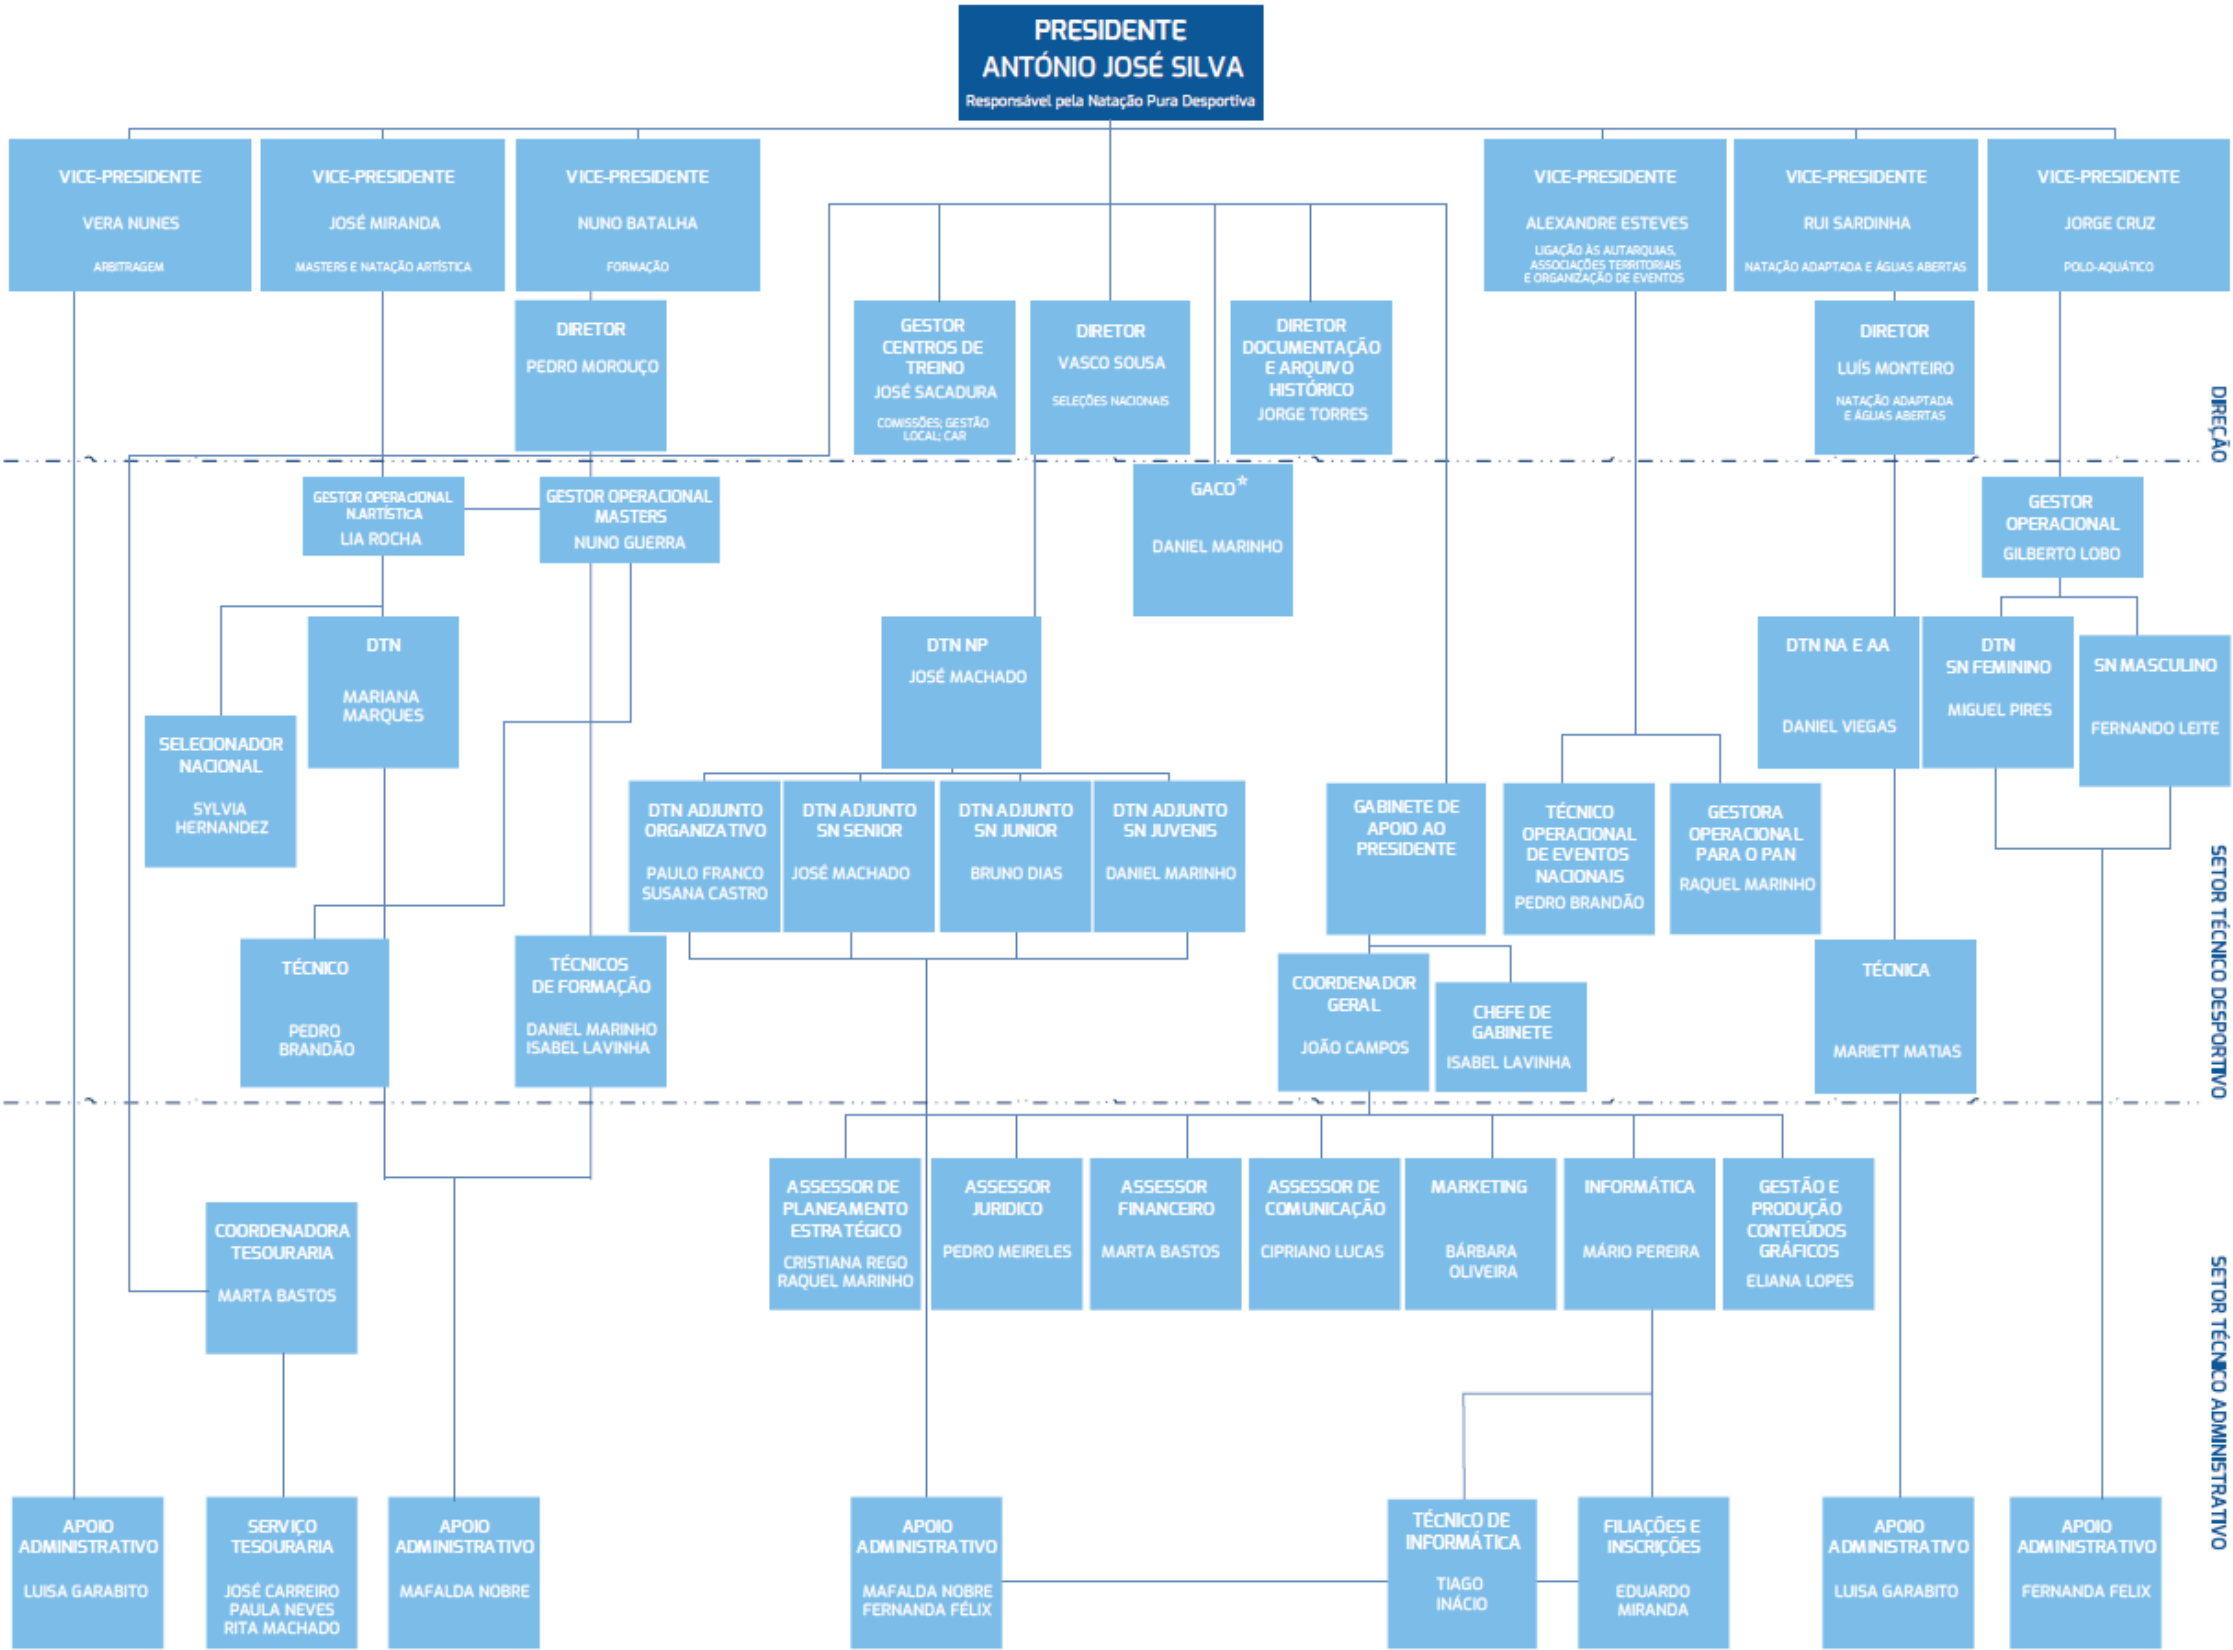 PRESIDENTE
ANTÓNIO JOSÉ SILVA
Responsável pela Natação Pura Desportiva
VICE-PRESIDENTE
VERA NUNES
ARBITRAGEM
VICE-PRESIDENTE
JOSÉ MIRANDA
MASTERS E NATAÇÃO ARTÍSTICA
VICE-PRESIDENTE
NUNO BATALHA
FORMAÇÃO
VICE-PRESIDENTE
ALEXANDRE ESTEVES
LIGAÇÃO ÀS AUTARQUIAS,
ASSOCIAÇÕES TERRITORIAIS
E ORGANIZAÇÃO DE EVENTOS
VICE-PRESIDENTE
RUI SARDINHA
NATAÇÃO ADAPTADA E ÁGUAS ABERTAS
VICE-PRESIDENTE
JORGE CRUZ
POLO-AQUÁTICO
DIRETOR
PEDRO MOROUÇO
GESTOR
CENTROS DE
TREINO
JOSÉ SACADURA
COMISSÕES; GESTÃO
LOCAL; CAR
DIRETOR
VASCO SOUSA
SELEÇÕES NACIONAIS
DIRETOR
DOCUMENTAÇÃO
E ARQUIVO
HISTÓRICO
JORGE TORRES
DIRETOR
LUÍS MONTEIRO
NATAÇÃO ADAPTADA
E ÁGUAS ABERTAS
DIREÇÃO
GESTOR OPERACIONAL
N.ARTÍSTICA
LIA ROCHA
GESTOR OPERACIONAL
MASTERS
NUNO GUERRA
GACO*
DANIEL MARINHO
GESTOR
OPERACIONAL
GILBERTO LOBO
DTN
MARIANA
MARQUES
DTN NP
JOSÉ MACHADO
DTN NA E AA
DANIEL VIEGAS
DTN
SN FEMININO
MIGUEL PIRES
SN MASCULINO
FERNANDO LEITE
SELECIONADOR
NACIONAL
SYLVIA
HERNANDEZ
DTN ADJUNTO
ORGANIZATIVO
PAULO FRANCO
SUSANA CASTRO
DTN ADJUNTO
SN SENIOR
JOSÉ MACHADO
DTN ADJUNTO
SN JUNIOR
BRUNO DIAS
DTN ADJUNTO
SN JUVENIS
DANIEL MARINHO
GABINETE DE
APOIO AO
PRESIDENTE
TÉCNICO
OPERACIONAL
DE EVENTOS
NACIONAIS
PEDRO BRANDÃO
GESTORA
OPERACIONAL
PARA O PAN
RAQUEL MARINHO
SETOR TÉCNICO DESPORTIVO
TÉCNICO
PEDRO
BRANDÃO
TÉCNICOS
DE FORMAÇÃO
DANIEL MARINHO
ISABEL LAVINHA
COORDENADOR
GERAL
JOÃO CAMPOS
CHEFE DE
GABINETE
ISABEL LAVINHA
TÉCNICA
MARIETT MATIAS
ASSESSOR DE
PLANEAMENTO
ESTRATÉGICO
CRISTIANA REGO
RAQUEL MARINHO
ASSESSOR
JURIDICO
PEDRO MEIRELES
ASSESSOR
FINANCEIRO
MARTA BASTOS
ASSESSOR DE
COMUNICAÇÃO
CIPRIANO LUCAS
MARKETING
BÁRBARA
OLIVEIRA
INFORMÁTICA
MÁRIO PEREIRA
GESTÃO E
PRODUÇÃO
CONTEÚDOS
GRÁFICOS
ELIANA LOPES
COORDENADORA
TESOURARIA
MARTA BASTOS
SETOR TÉCNICO ADMINISTRATIVO
APOIO
ADMINISTRATIVO
LUISA GARABITO
SERVIÇO
TESOURARIA
JOSÉ CARREIRO
PAULA NEVES
RITA MACHADO
APOIO
ADMINISTRATIVO
MAFALDA NOBRE
APOIO
ADMINISTRATIVO
MAFALDA NOBRE
FERNANDA FÉLIX
TÉCNICO DE
INFORMÁTICA
TIAGO
INÁCIO
FILIAÇÕES E
INSCRIÇÕES
EDUARDO
MIRANDA
APOIO
ADMINISTRATIVO
LUISA GARABITO
APOIO
ADMINISTRATIVO
FERNANDA FELIX